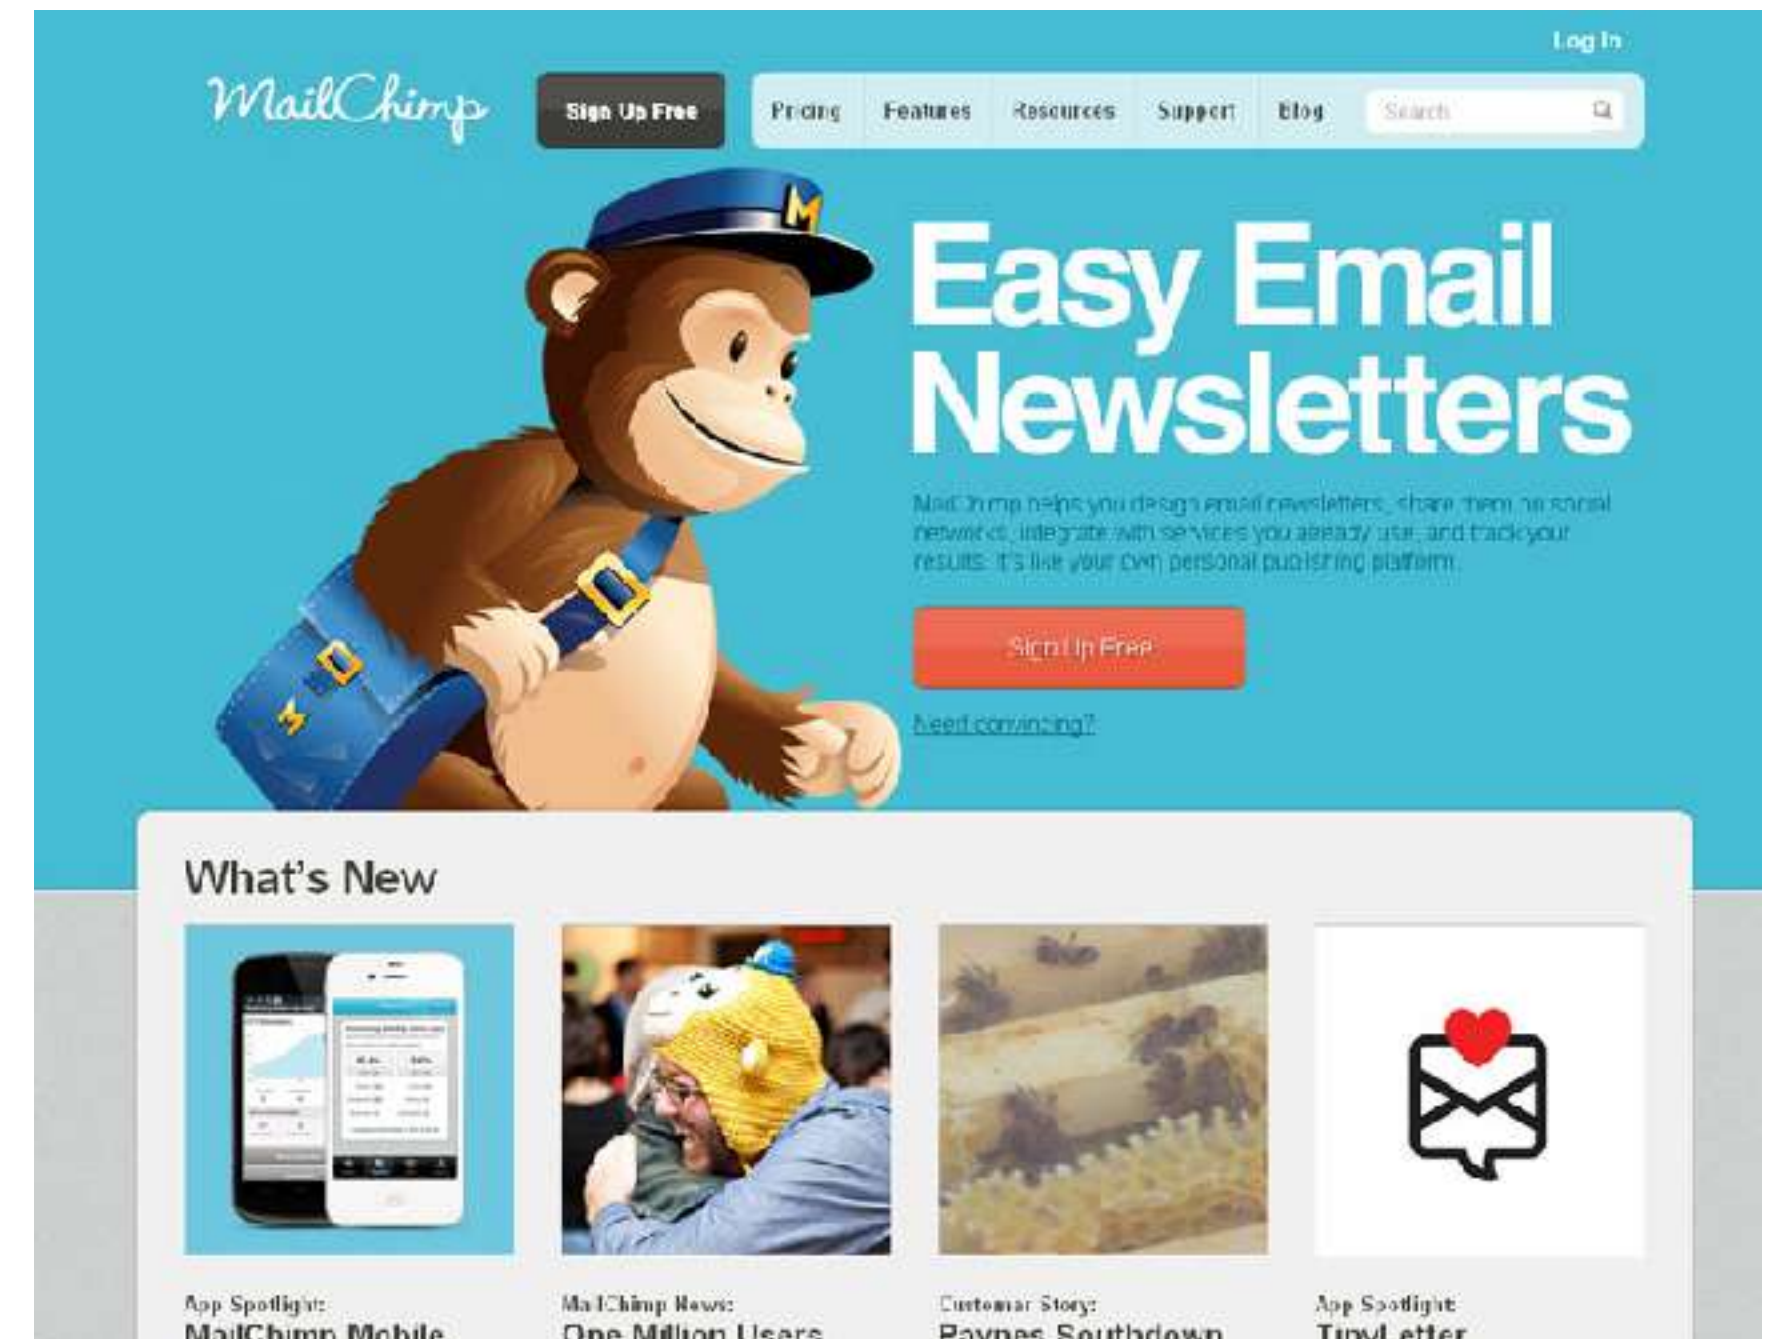 Log In
MailChimp
Sign Up Free
Pricing
Features
Resources
Support
Blog
Search
M
Easy Email
Newsletters
MailChimp helps you design email newsletters, share them on social
networks, integrate with services you already use, and track your
results. It's like your own personal publishing platform.
Sign Up Free
Need convincing?
M
What's New
App Spotlight:
MailChimp Mobile
MailChimp News:
One Million Users
Customer Story:
Paynes Southdown
App Spotlight:
TinyLetter